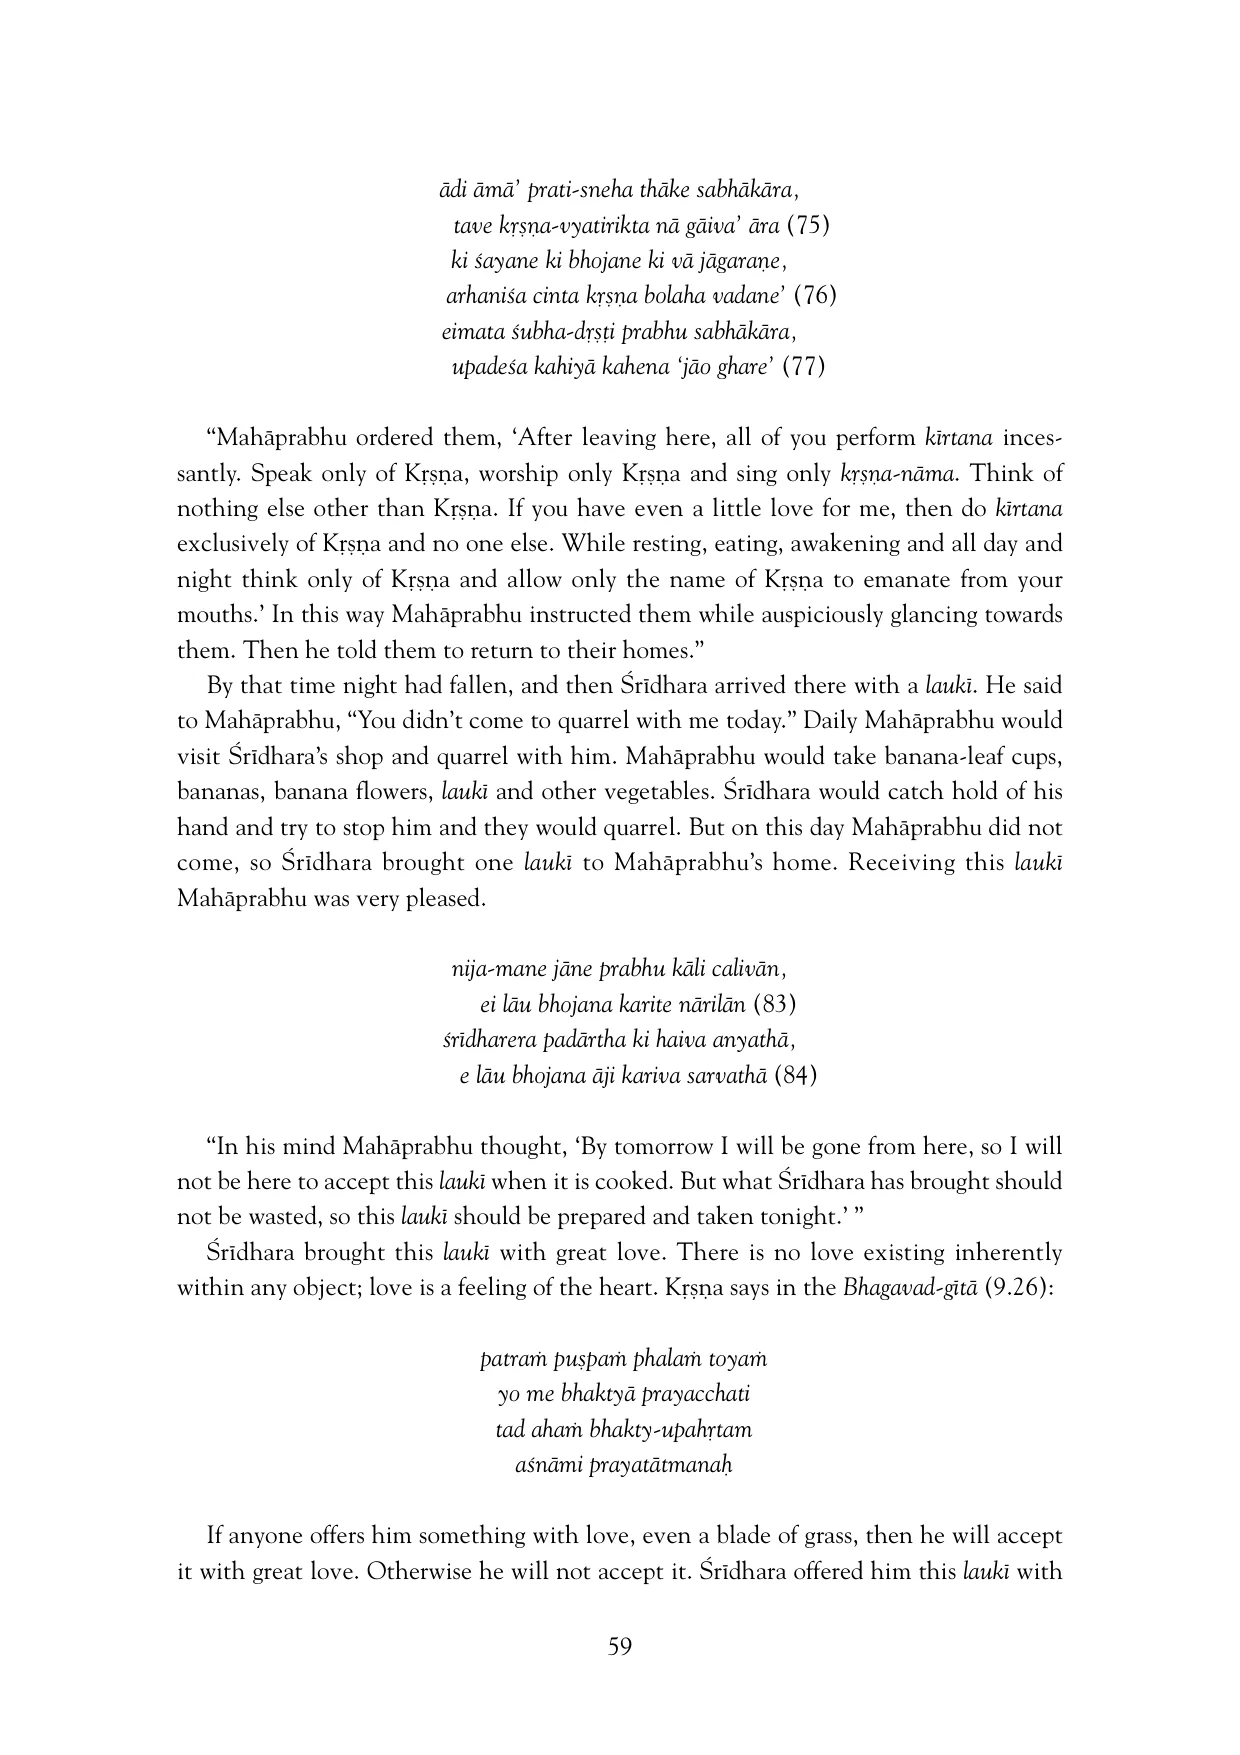 ādi āmā’ prati-sneha thāke sabhākāra,
tave kṛṣṇa-vyatirikta nā gāiva’ āra (75)
ki śayane ki bhojane ki vā jāgaraṇe,
arhaniśa cinta kṛṣṇa bolaha vadane’ (76)
eimata śubha-dṛṣṭi prabhu sabhākāra,
upadeśa kahiyā kahena ‘jāo ghare’ (77)
“Mahāprabhu ordered them, ‘After leaving here, all of you perform kīrtana inces-
santly. Speak only of Kṛṣṇa, worship only Kṛṣṇa and sing only kṛṣṇa-nāma. Think of
nothing else other than Kṛṣṇa. If you have even a little love for me, then do kīrtana
exclusively of Kṛṣṇa and no one else. While resting, eating, awakening and all day and
night think only of Kṛṣṇa and allow only the name of Kṛṣṇa to emanate from your
mouths.’ In this way Mahāprabhu instructed them while auspiciously glancing towards
them. Then he told them to return to their homes.”
By that time night had fallen, and then Śrīdhara arrived there with a laukī. He said
to Mahāprabhu, “You didn’t come to quarrel with me today.” Daily Mahāprabhu would
visit Śrīdhara’s shop and quarrel with him. Mahāprabhu would take banana-leaf cups,
bananas, banana flowers, laukī and other vegetables. Śrīdhara would catch hold of his
hand and try to stop him and they would quarrel. But on this day Mahāprabhu did not
come, so Śrīdhara brought one laukī to Mahāprabhu’s home. Receiving this laukī
Mahāprabhu was very pleased.
nija-mane jāne prabhu kāli calivān,
ei lāu bhojana karite nārilān (83)
śrīdharera padārtha ki haiva anyathā,
e lāu bhojana āji kariva sarvathā (84)
“In his mind Mahāprabhu thought, ‘By tomorrow I will be gone from here, so I will
not be here to accept this laukī when it is cooked. But what Śrīdhara has brought should
not be wasted, so this laukī should be prepared and taken tonight.’ ”
Śrīdhara brought this laukī with great love. There is no love existing inherently
within any object; love is a feeling of the heart. Kṛṣṇa says in the Bhagavad-gītā (9.26):
patraṁ puṣpaṁ phalaṁ toyaṁ
yo me bhaktyā prayacchati
tad ahaṁ bhakty-upahṛtam
aśnāmi prayatātmanaḥ
If anyone offers him something with love, even a blade of grass, then he will accept
it with great love. Otherwise he will not accept it. Śrīdhara offered him this laukī with
59